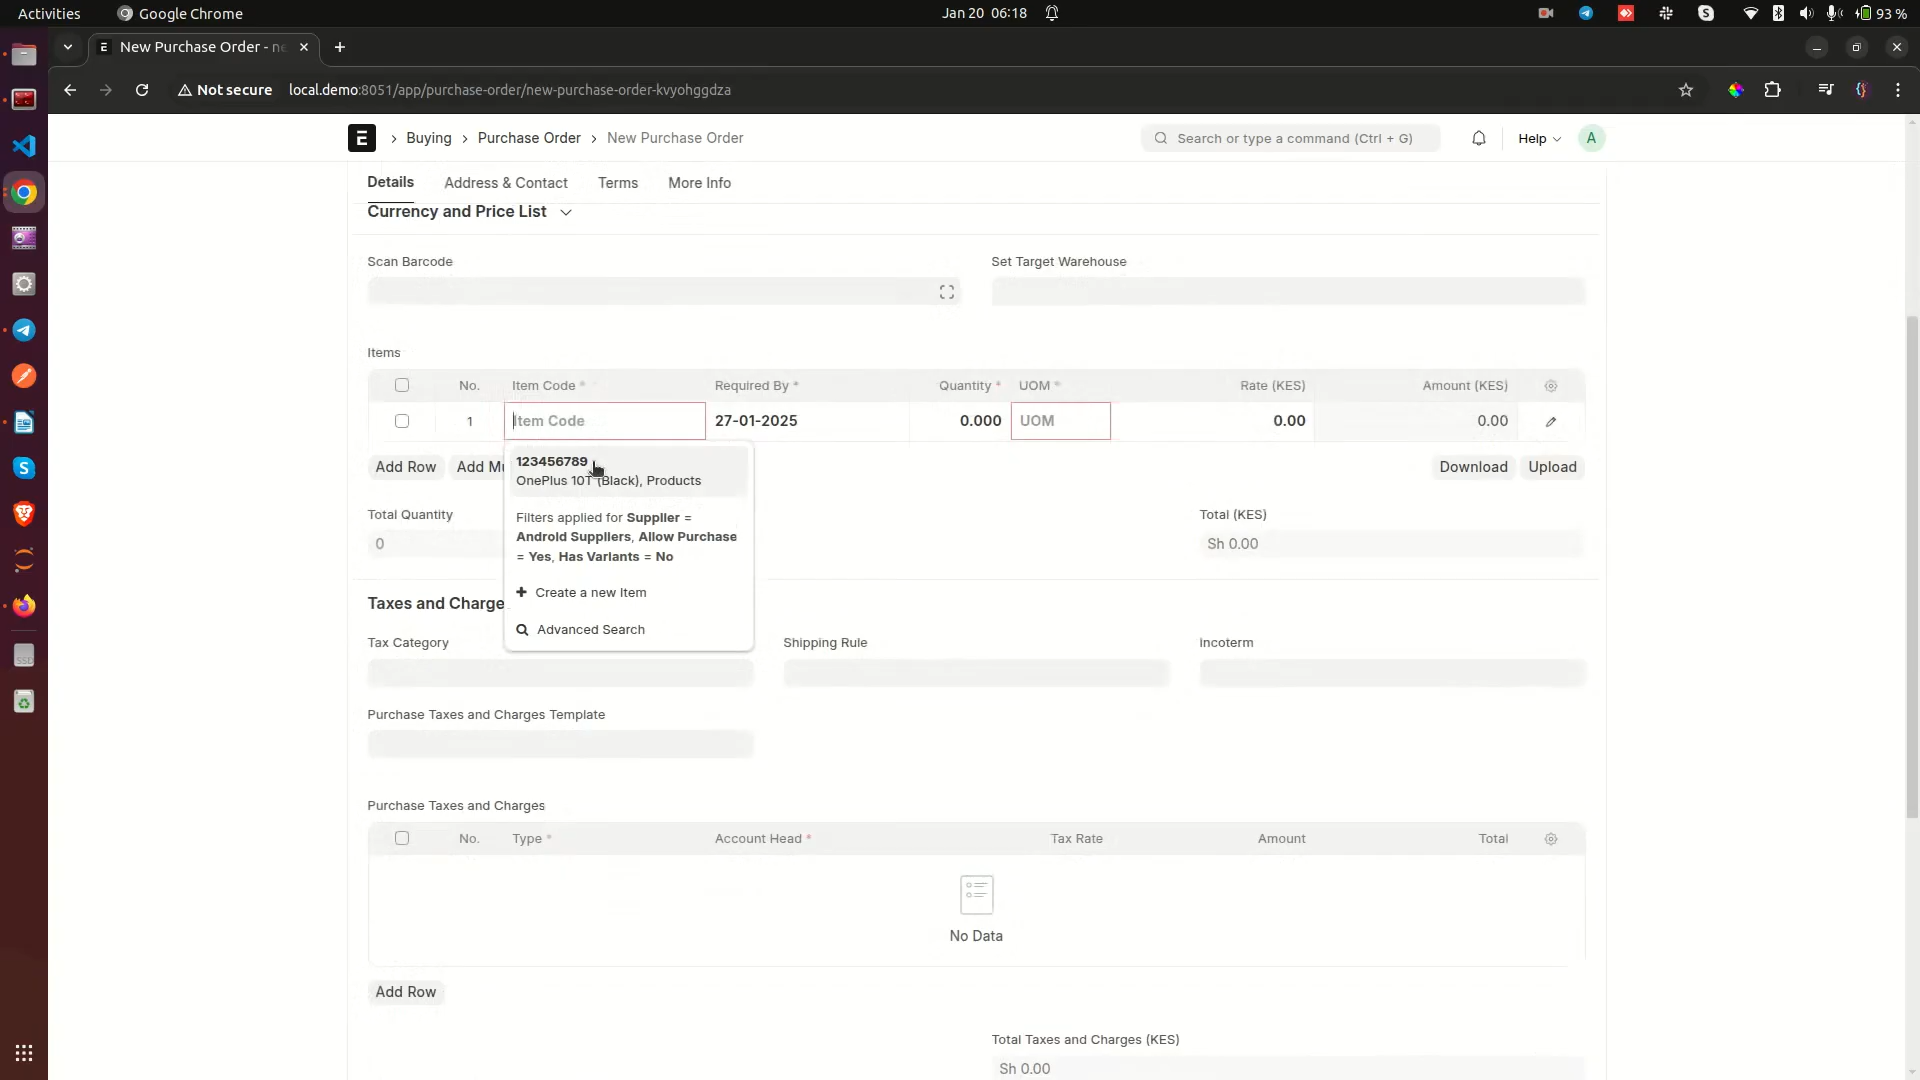 Activities
Google Chrome
Jan 20 06:18
93 %
New Purchase Order - ne
Not secure
local.demo:8051/app/purchase-order/new-purchase-order-kvyohggdza
E
Buying
Purchase Order
New Purchase Order
Search or type a command (Ctrl + G)
Help
A
Details
Address & Contact
Terms
More Info
Currency and Price List
Scan Barcode
Set Target Warehouse
Items
No. Item Code * Required By * Quantity * UOM * Rate (KES) Amount (KES)
1 Item Code 27-01-2025 0.000 UOM 0.00 0.00
Add Row
Add Mu
Download
Upload
123456789
OnePlus 10T (Black), Products
Filters applied for Supplier =
Android Suppliers, Allow Purchase
= Yes, Has Variants = No
Create a new Item
Advanced Search
Total Quantity
0
Total (KES)
Sh 0.00
Taxes and Charge
Tax Category
Shipping Rule
Incoterm
Purchase Taxes and Charges Template
Purchase Taxes and Charges
No. Type * Account Head * Tax Rate Amount Total
No Data
Add Row
Total Taxes and Charges (KES)
Sh 0.00